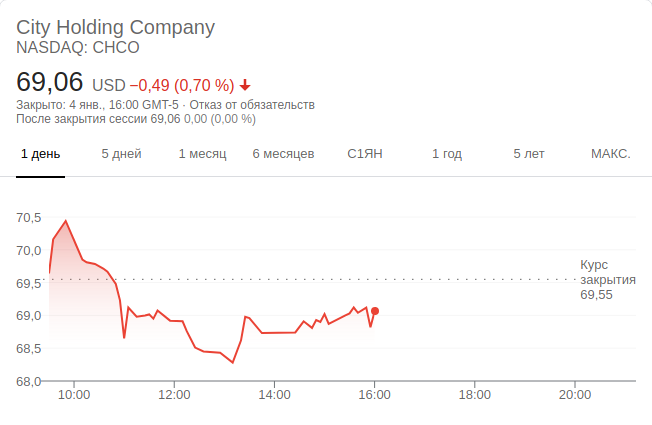 City Holding Company
NASDAQ: CHCO
69,06 USD −0,49 (0,70 %)
Закрыто: 4 янв., 16:00 GMT-5 · Отказ от обязательств
После закрытия сессии 69,06 0,00 (0,00 %)
1 день 5 дней 1 месяц 6 месяцев С1ЯН 1 год 5 лет МАКС.
70,5
70,0
69,5
69,0
68,5
68,0
Курс
закрытия
69,55
10:00 12:00 14:00 16:00 18:00 20:00